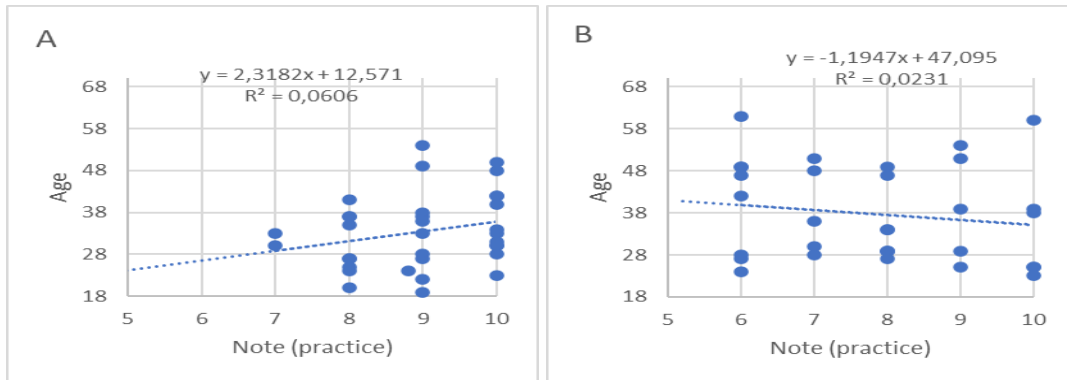 A
y = 2,3182x + 12,571
R² = 0,0606
68
58
48
38
28
18
Age
5 6 7 8 9 10
Note (practice)
B
y = -1,1947x + 47,095
R² = 0,0231
68
58
48
38
28
18
Age
5 6 7 8 9 10
Note (practice)